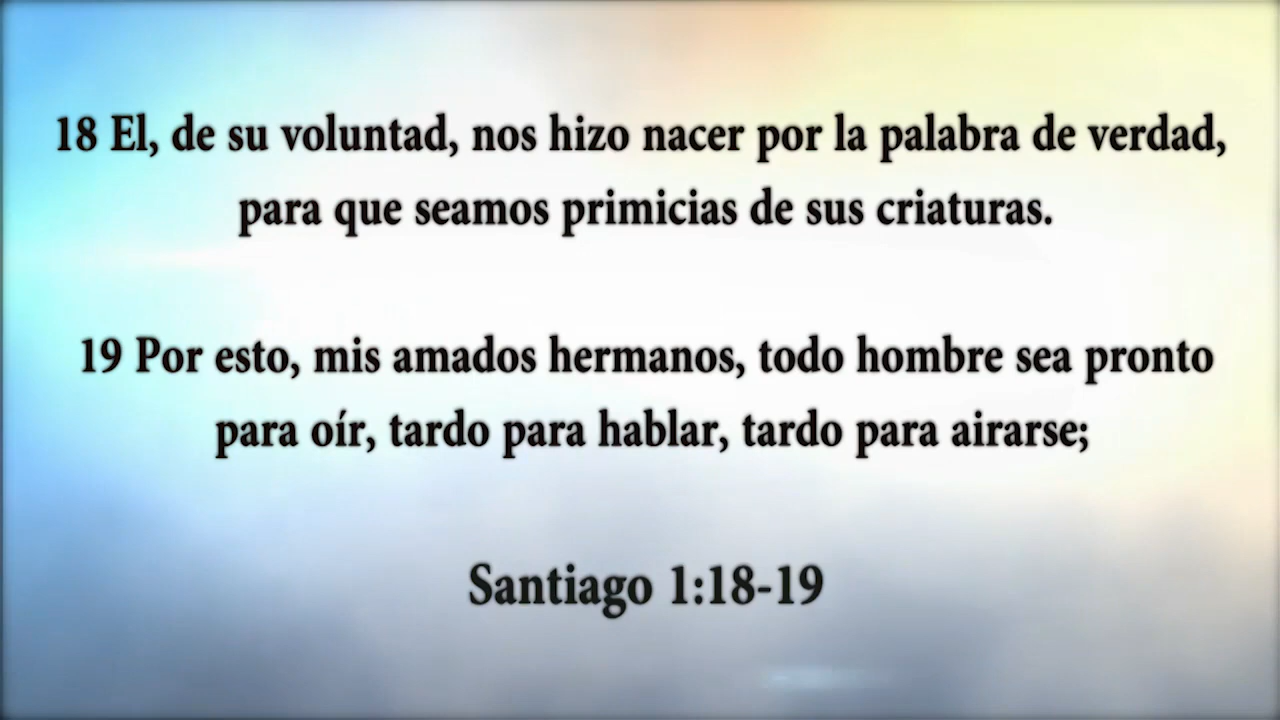 18 El, de su voluntad, nos hizo nacer por la palabra de verdad,
para que seamos primicias de sus criaturas.
19 Por esto, mis amados hermanos, todo hombre sea pronto
para oír, tardo para hablar, tardo para airarse;
Santiago 1:18-19